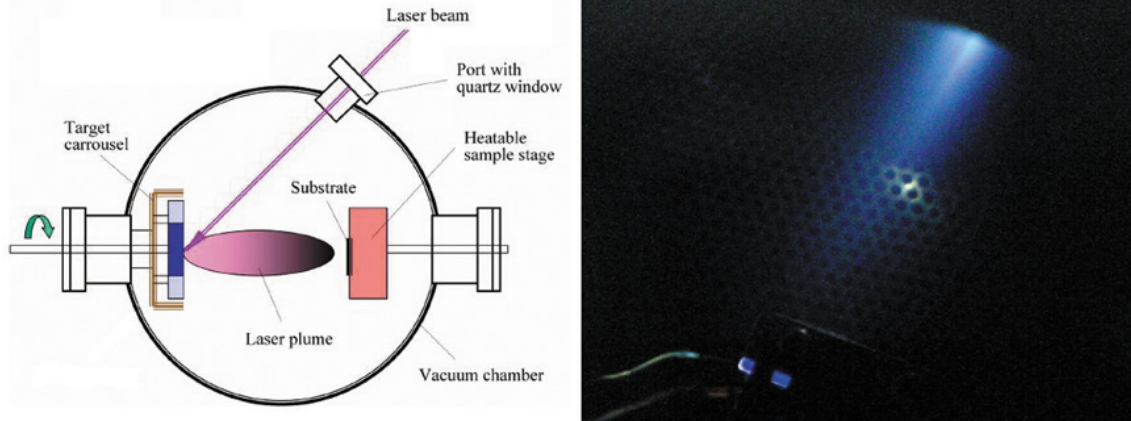 Laser beam
Port with
quartz window
Target
carrousel
Heatable
sample stage
Substrate
Laser plume
Vacuum chamber